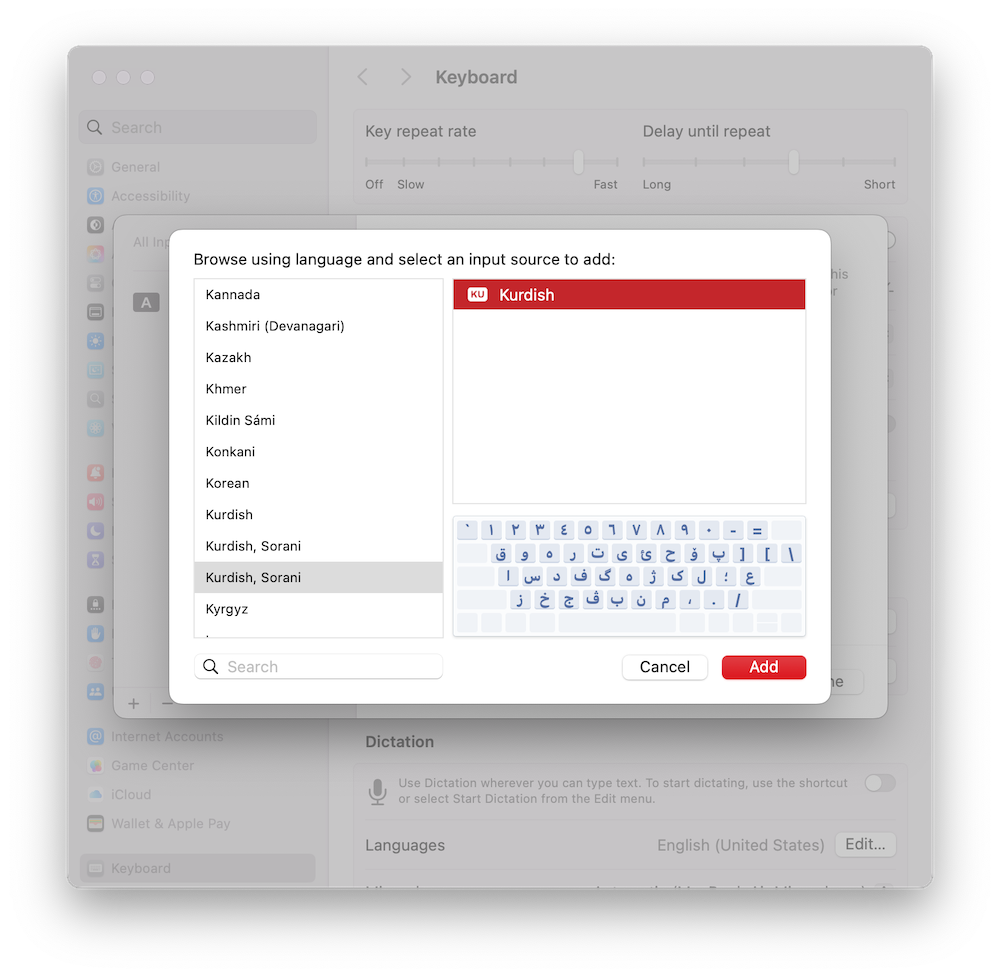 Keyboard
Search
Key repeat rate
Delay until repeat
Off Slow Fast
Long Short
General
Accessibility
All
A
his
Browse using language and select an input source to add:
Kannada
Kashmiri (Devanagari)
Kazakh
Khmer
Kildin Sámi
Konkani
Korean
Kurdish
Kurdish, Sorani
Kurdish, Sorani
Kyrgyz
KU Kurdish
` ١ ٢ ٣ ٤ ٥ ٦ ٧ ٨ ٩ ٠ - =
ق و ە ر ت ی ئ ح ۆ پ ] [ \
ا س د ف گ ه ژ ک ل ؛ ع
ز خ ج ڤ ب ن م ، . /
Search
Cancel Add
+ −
Internet Accounts
Game Center
iCloud
Wallet & Apple Pay
Keyboard
Dictation
Use Dictation wherever you can type text. To start dictating, use the shortcut
or select Start Dictation from the Edit menu.
Languages English (United States) Edit...